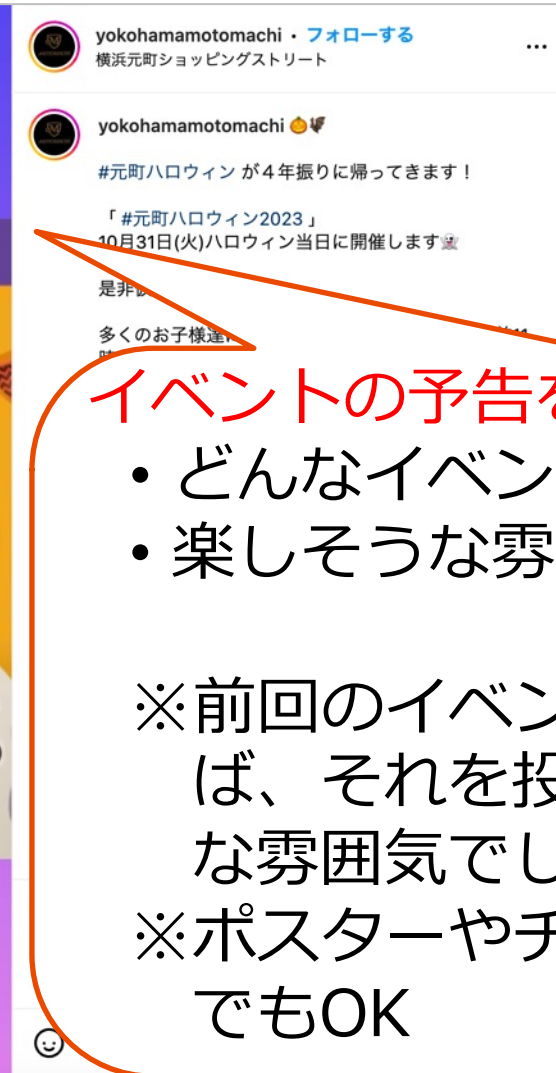 yokohamamotomachi • フォローする
横浜元町ショッピングストリート
yokohamamotomachi 🎃🦇
#元町ハロウィン が４年振りに帰ってきます！
「 #元町ハロウィン2023 」
10月31日(火)ハロウィン当日に開催します👻
是非
多くのお子様達
イベントの予告を
• どんなイベン
• 楽しそうな雰
※前回のイベン
ば、それを投
な雰囲気でし
※ポスターやチ
でもOK